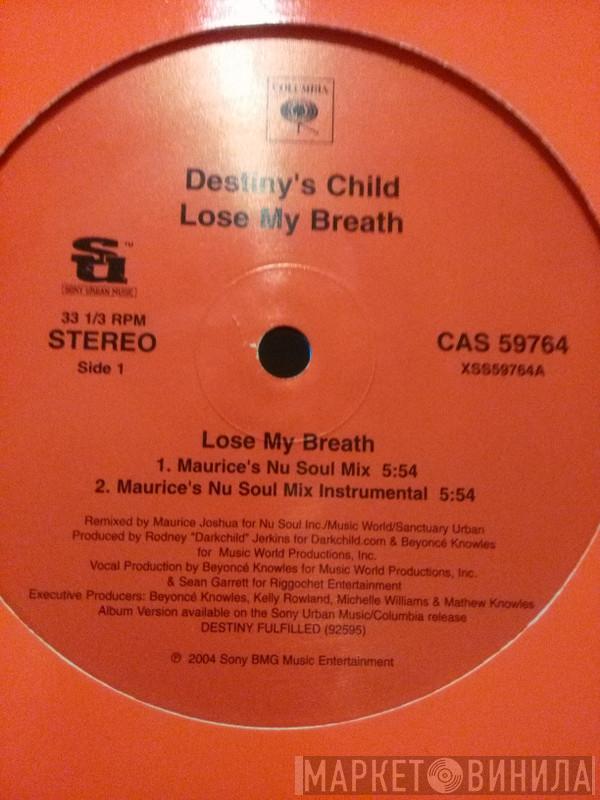 COLUMBIA
Destiny's Child
Lose My Breath
su ™
SONY URBAN MUSIC
33 1/3 RPM
STEREO
Side 1
CAS 59764
XSS59764A
Lose My Breath
1. Maurice's Nu Soul Mix 5:54
2. Maurice's Nu Soul Mix Instrumental 5:54
Remixed by Maurice Joshua for Nu Soul Inc./Music World/Sanctuary Urban
Produced by Rodney "Darkchild" Jerkins for Darkchild.com & Beyoncé Knowles
for Music World Productions, Inc.
Vocal Production by Beyoncé Knowles for Music World Productions, Inc.
& Sean Garrett for Riggochet Entertainment
Executive Producers: Beyoncé Knowles, Kelly Rowland, Michelle Williams & Mathew Knowles
Album Version available on the Sony Urban Music/Columbia release
DESTINY FULFILLED (92595)
℗ 2004 Sony BMG Music Entertainment
МАРКЕТ ВИНИЛА